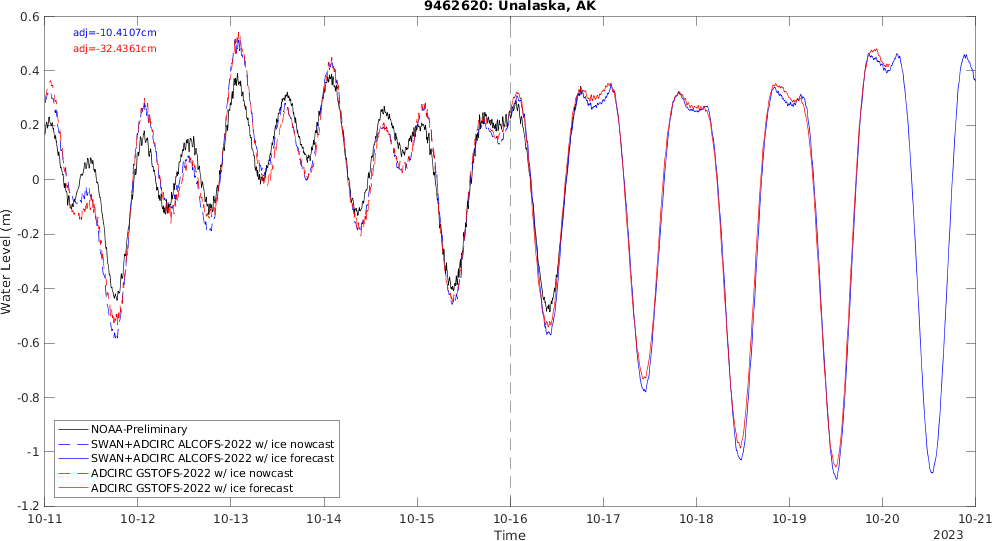 9462620: Unalaska, AK
adj=-10.4107cm
adj=-32.4361cm
0.6
0.4
0.2
0
-0.2
-0.4
-0.6
-0.8
-1
-1.2
Water Level (m)
NOAA-Preliminary
SWAN+ADCIRC ALCOFS-2022 w/ ice nowcast
SWAN+ADCIRC ALCOFS-2022 w/ ice forecast
ADCIRC GSTOFS-2022 w/ ice nowcast
ADCIRC GSTOFS-2022 w/ ice forecast
10-11 10-12 10-13 10-14 10-15 10-16 10-17 10-18 10-19 10-20 10-21
Time
2023